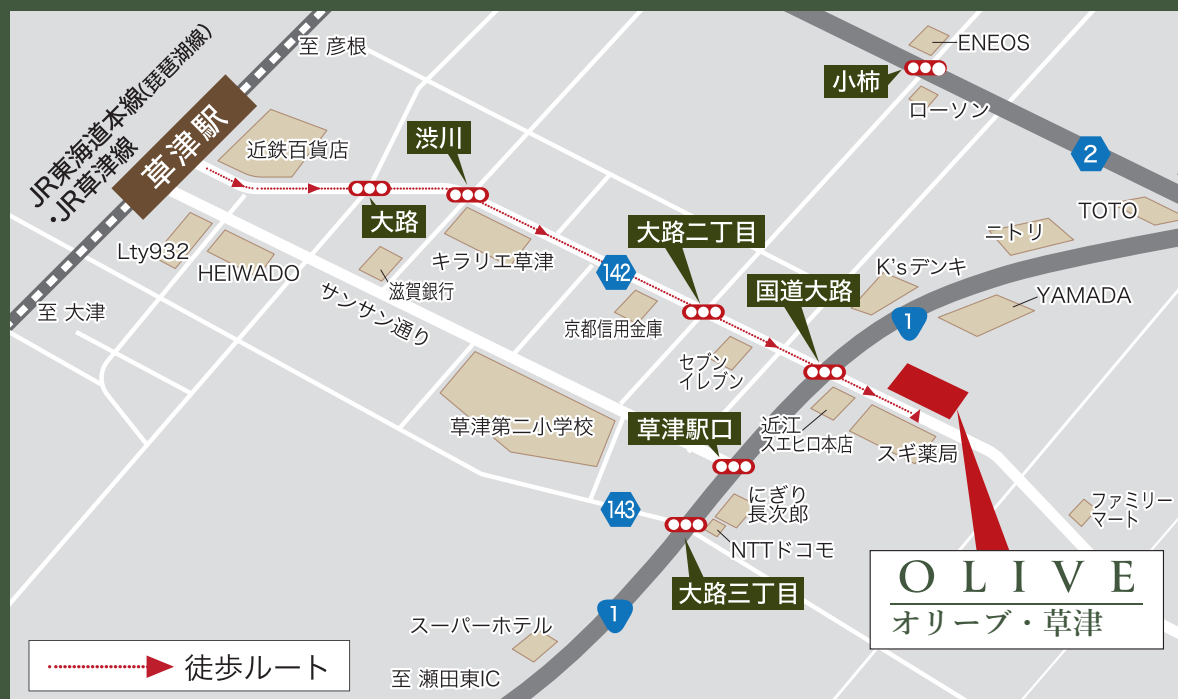 至 彦根
ENEOS
小柿
ローソン
JR東海道本線(琵琶湖線)
・JR草津線
草津駅
近鉄百貨店
渋川
2
大路
TOTO
ニトリ
Lty932
HEIWADO
キラリエ草津
大路二丁目
142
K'sデンキ
滋賀銀行
国道大路
YAMADA
至 大津
サンサン通り
京都信用金庫
1
セブン
イレブン
草津第二小学校
草津駅口
近江
スエヒロ本店
スギ薬局
143
にぎり
長次郎
ファミリー
マート
NTTドコモ
大路三丁目
OLIVE
オリーブ・草津
1
スーパーホテル
徒歩ルート
至 瀬田東IC